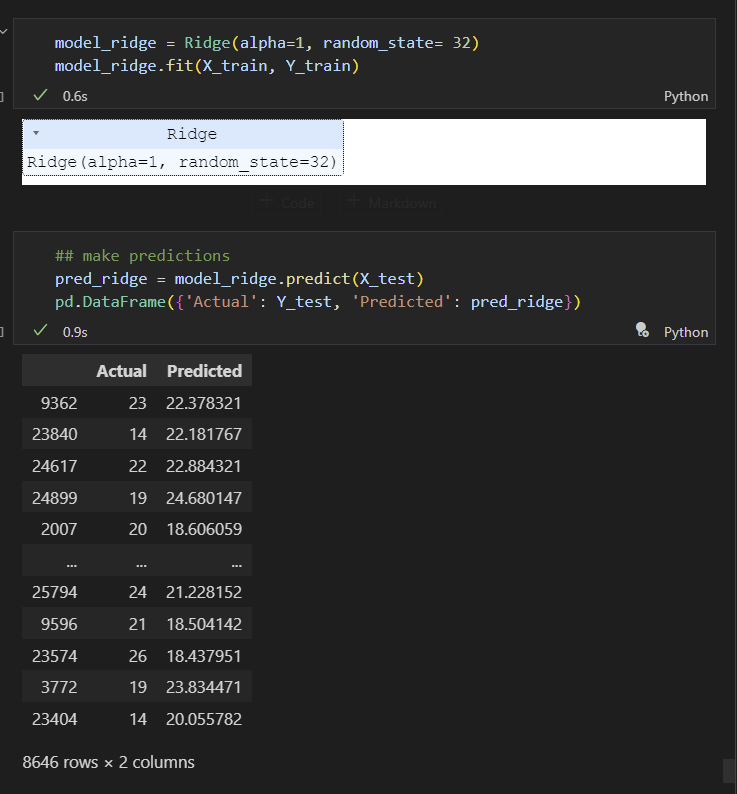 model_ridge = Ridge(alpha=1, random_state= 32)
model_ridge.fit(X_train, Y_train)
0.6s Python
Ridge
Ridge(alpha=1, random_state=32)
+ Code + Markdown
## make predictions
pred_ridge = model_ridge.predict(X_test)
pd.DataFrame({'Actual': Y_test, 'Predicted': pred_ridge})
0.9s Python
Actual Predicted
9362 23 22.378321
23840 14 22.181767
24617 22 22.884321
24899 19 24.680147
2007 20 18.606059
... ... ...
25794 24 21.228152
9596 21 18.504142
23574 26 18.437951
3772 19 23.834471
23404 14 20.055782
8646 rows × 2 columns